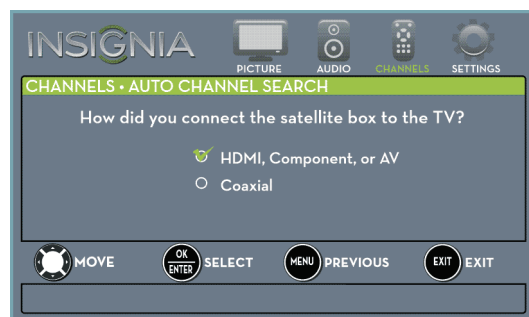 INSIGNIA
PICTURE AUDIO CHANNELS SETTINGS
CHANNELS • AUTO CHANNEL SEARCH
How did you connect the satellite box to the TV?
HDMI, Component, or AV
Coaxial
MOVE OK ENTER SELECT MENU PREVIOUS EXIT EXIT